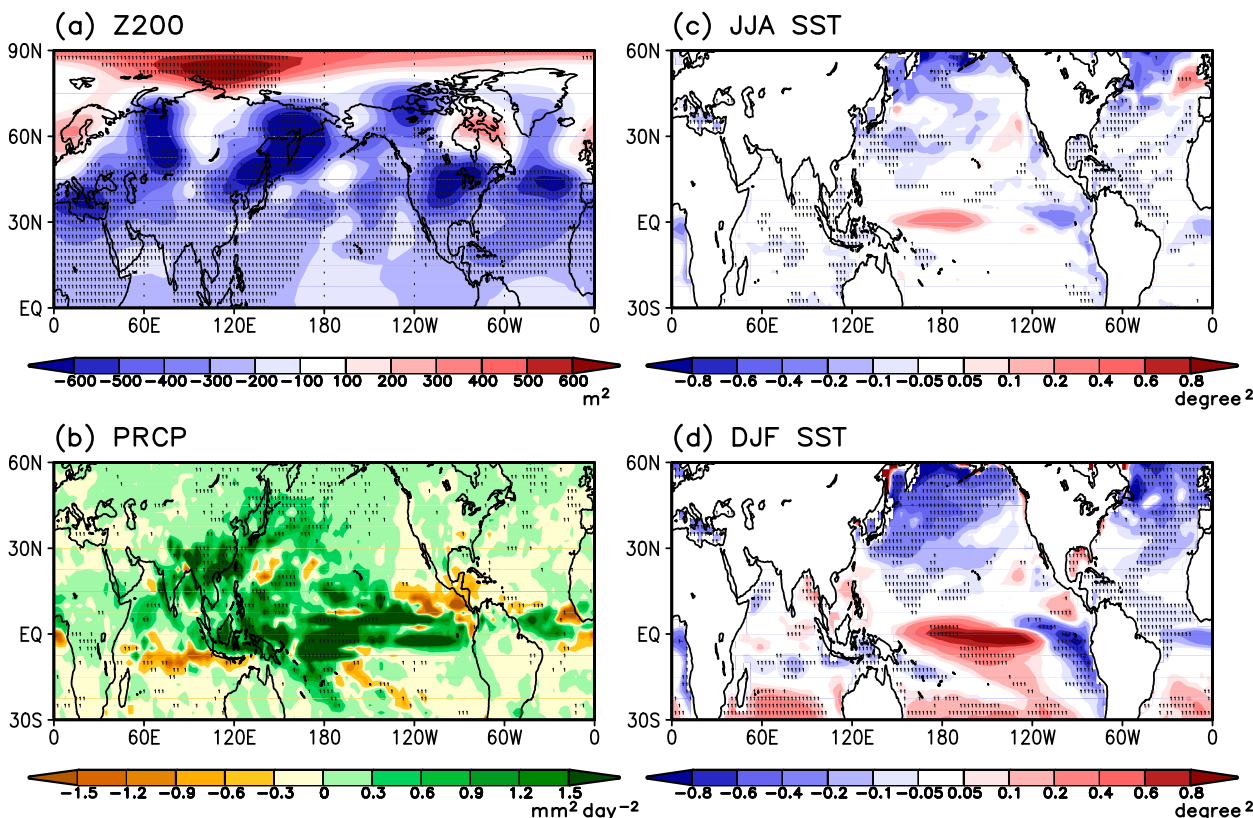 (a) Z200
90N
60N
30N
EQ
0 60E 120E 180 120W 60W 0
−600 −500 −300 −200 −100 100 200 300 500 600
m²
(c) JJA SST
60N
30N
EQ
30S
0 60E 120E 180 120W 60W 0
−0.8 −0.6 −0.4 −0.2 −0.1 −0.05 0.05 0.1 0.2 0.4 0.6 0.8
degree²
(b) PRCP
60N
30N
EQ
30S
0 60E 120E 180 120W 60W 0
−1.5 −1.2 −0.9 −0.6 −0.3 0 0.3 0.6 0.9 1.2 1.5
mm² day⁻²
(d) DJF SST
60N
30N
EQ
30S
0 60E 120E 180 120W 60W 0
−0.8 −0.6 −0.4 −0.2 −0.1 −0.05 0.05 0.1 0.2 0.4 0.6 0.8
degree²